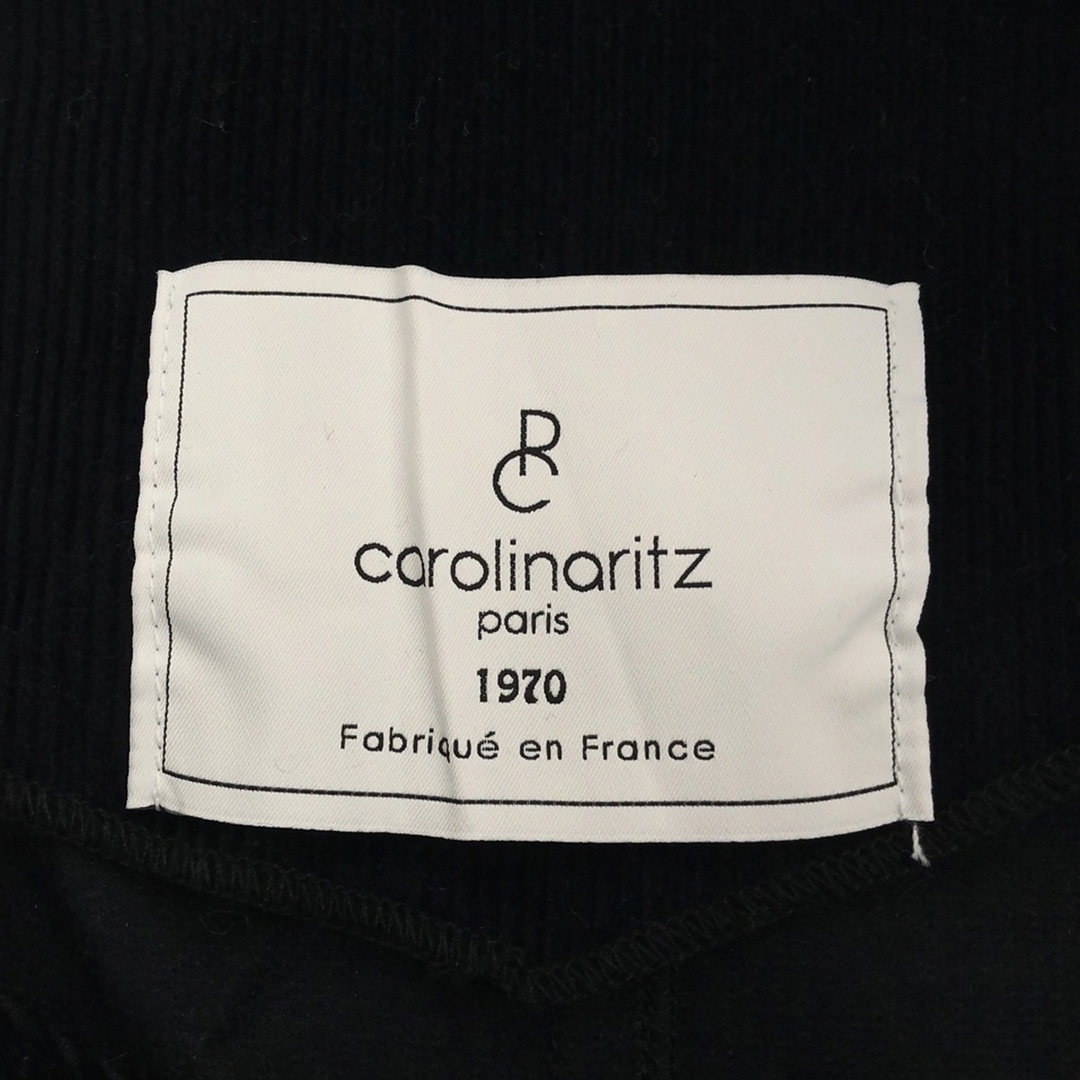 RC
carolinaritz
paris
1970
Fabriqué en France